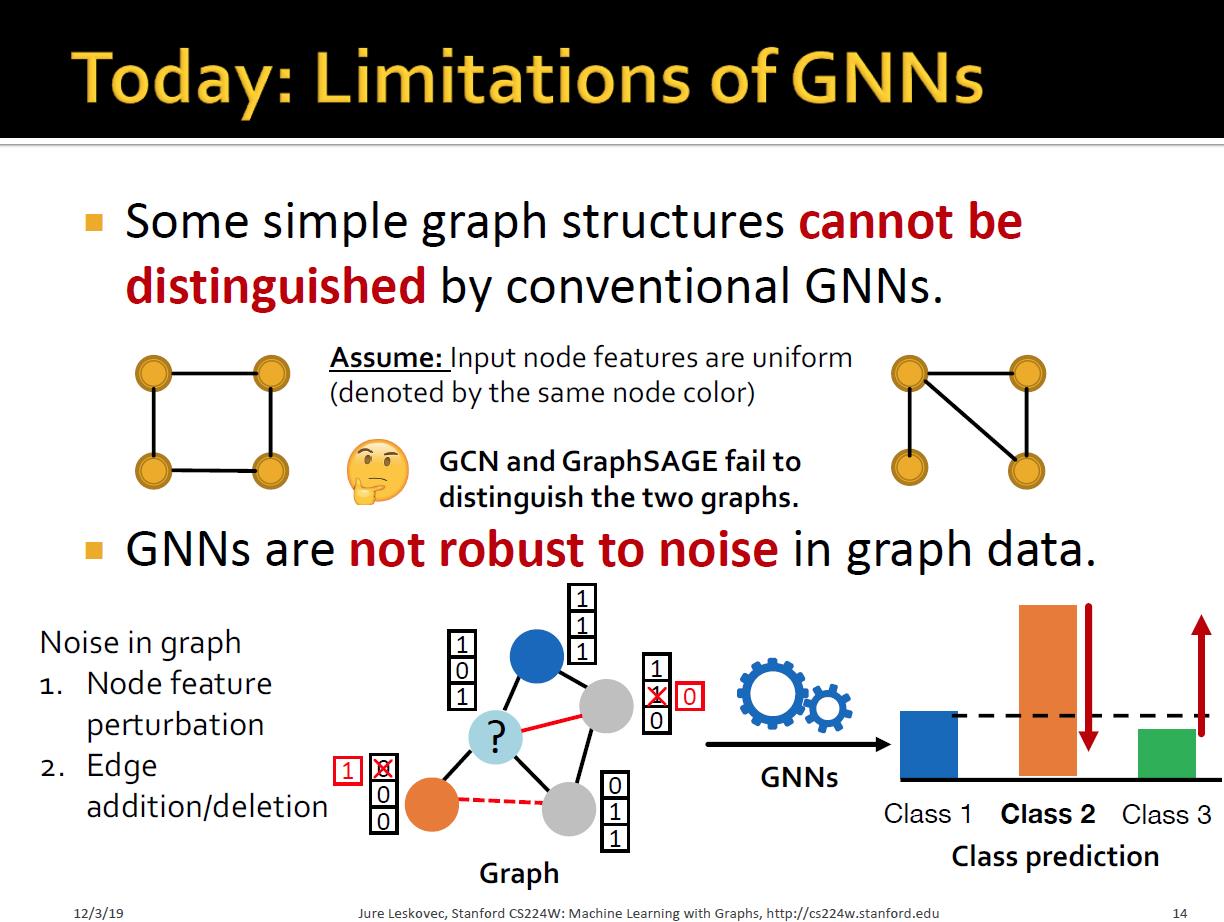 Today: Limitations of GNNs
Some simple graph structures cannot be
distinguished by conventional GNNs.
Assume: Input node features are uniform
(denoted by the same node color)
GCN and GraphSAGE fail to
distinguish the two graphs.
GNNs are not robust to noise in graph data.
Noise in graph
1. Node feature
perturbation
2. Edge
addition/deletion
1
1
1
1
0
1
1
1 0
0
?
1 0
0
0
0
1
1
Graph
GNNs
Class 1 Class 2 Class 3
Class prediction
12/3/19
Jure Leskovec, Stanford CS224W: Machine Learning with Graphs, http://cs224w.stanford.edu
14